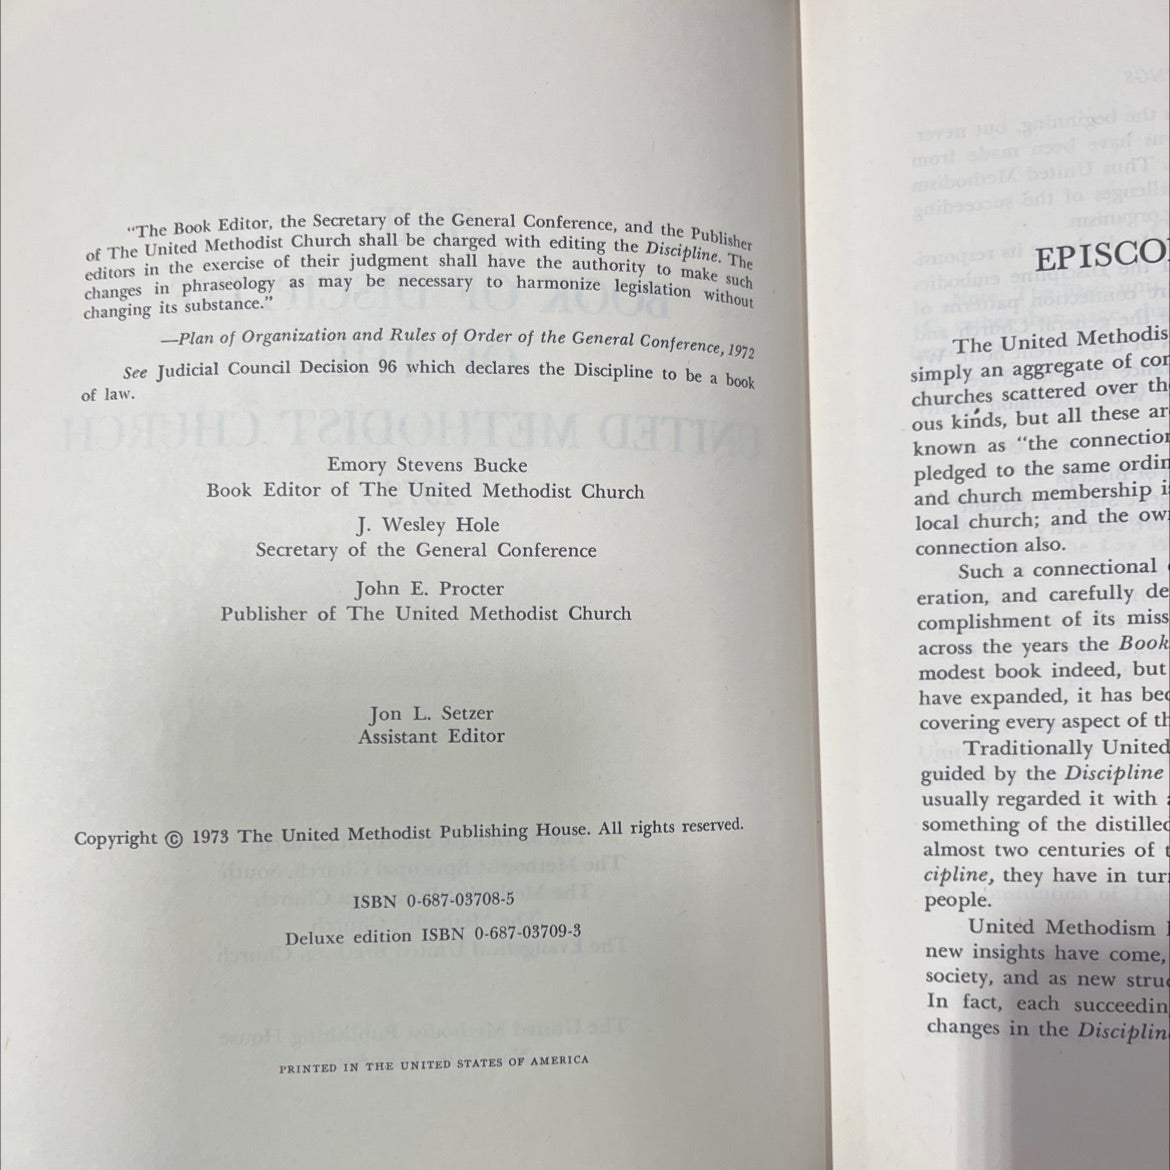 “The Book Editor, the Secretary of the General Conference, and the Publisher
of The United Methodist Church shall be charged with editing the Discipline. The
editors in the exercise of their judgment shall have the authority to make such
changes in phraseology as may be necessary to harmonize legislation without
changing its substance.”
—Plan of Organization and Rules of Order of the General Conference, 1972
See Judicial Council Decision 96 which declares the Discipline to be a book
of law.
Emory Stevens Bucke
Book Editor of The United Methodist Church
J. Wesley Hole
Secretary of the General Conference
John E. Procter
Publisher of The United Methodist Church
Jon L. Setzer
Assistant Editor
Copyright © 1973 The United Methodist Publishing House. All rights reserved.
ISBN 0-687-03708-5
Deluxe edition ISBN 0-687-03709-3
PRINTED IN THE UNITED STATES OF AMERICA
EPISCO
The United Methodis
simply an aggregate of con
churches scattered over th
ous kinds, but all these ar
known as “the connection
pledged to the same ordin
and church membership i
local church; and the own
connection also.
Such a connectional
eration, and carefully de
complishment of its miss
across the years the Book
modest book indeed, but
have expanded, it has bec
covering every aspect of th
Traditionally United
guided by the Discipline
usually regarded it with a
something of the distilled
almost two centuries of t
cipline, they have in turn
people.
United Methodism
new insights have come,
society, and as new struc
In fact, each succeedin
changes in the Disciplin